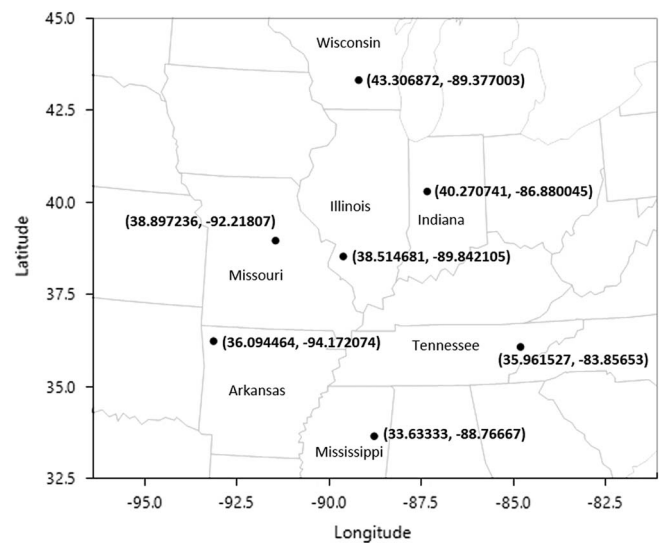 45.0
Wisconsin
(43.306872, -89.377003)
42.5
40.0
(40.270741, -86.880045)
Illinois
Indiana
(38.897236, -92.21807)
(38.514681, -89.842105)
Missouri
37.5
(36.094464, -94.172074)
Tennessee
(35.961527, -83.85653)
35.0
Arkansas
(33.63333, -88.76667)
Mississippi
32.5
-95.0 -92.5 -90.0 -87.5 -85.0 -82.5
Longitude
Latitude